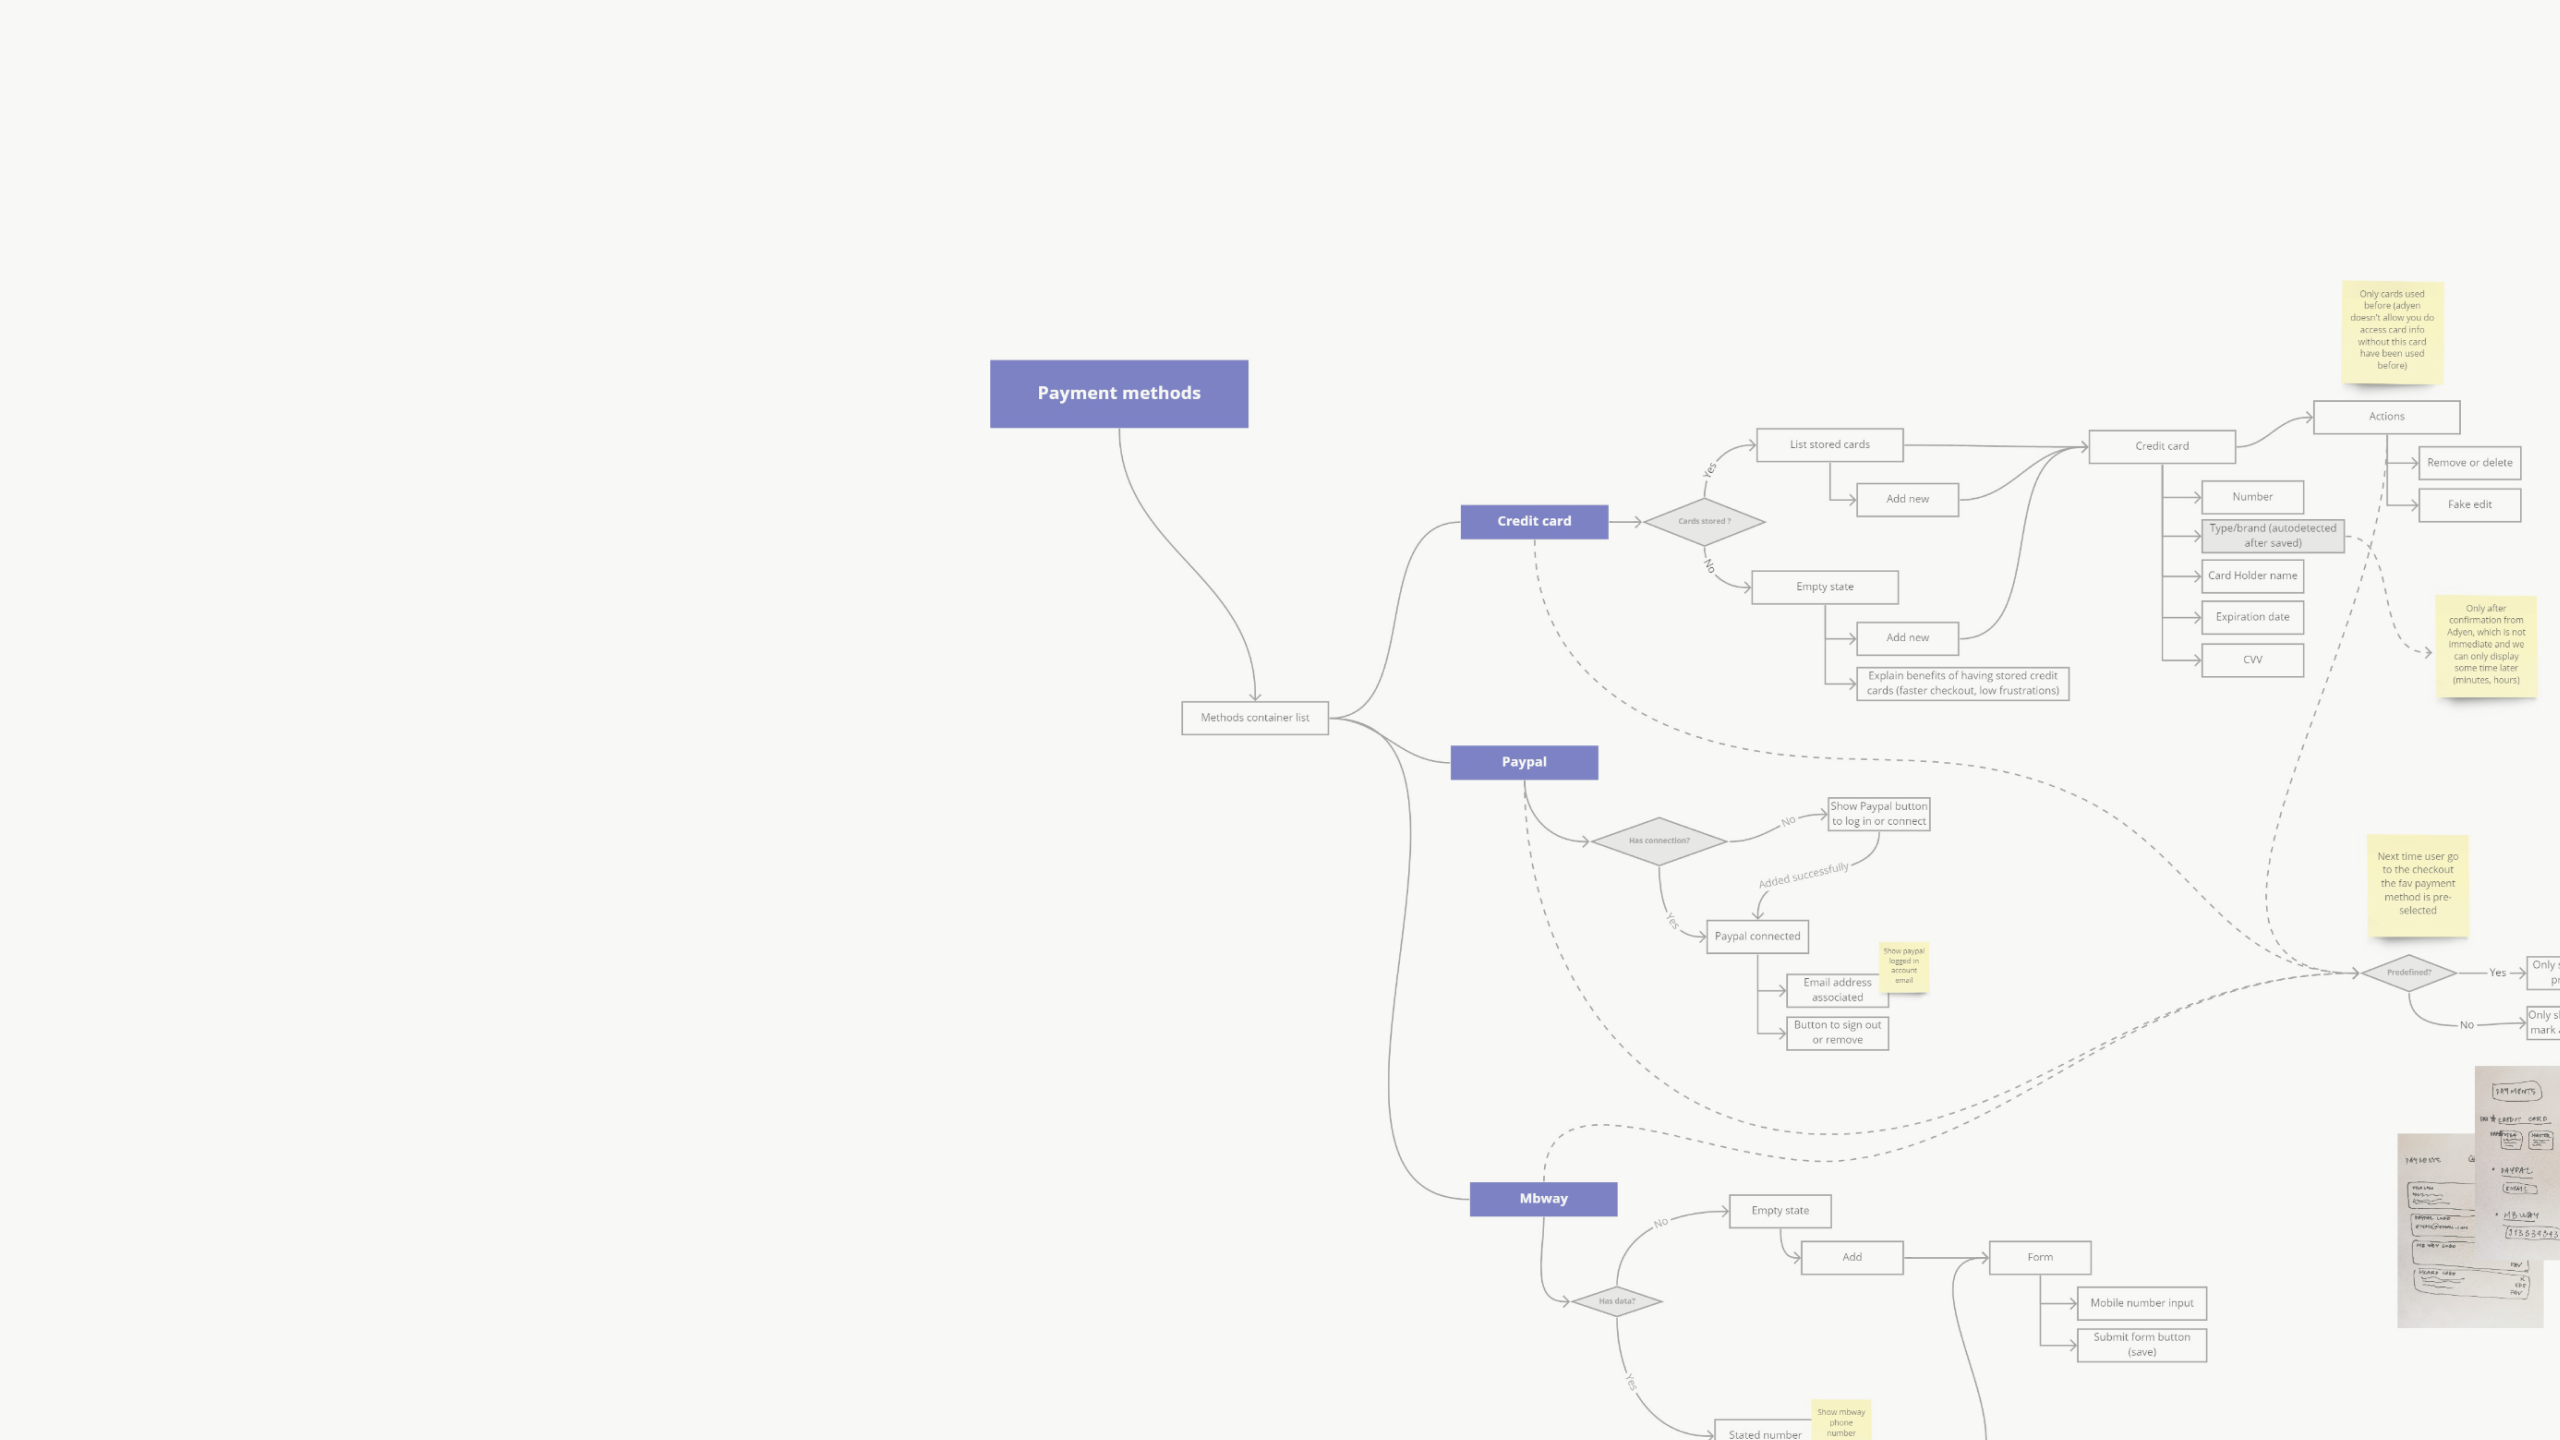 Payment methods
Methods container list
Credit card
Cards stored ?
Yes
List stored cards
Add new
No
Empty state
Add new
Explain benefits of having stored credit
cards (faster checkout, low frustrations)
Credit card
Number
Type/brand (autodetected
after saved)
Card Holder name
Expiration date
CVV
Only cards used
before (adyen
doesn't allow you do
access card info
without this card
have been used
before)
Actions
Remove or delete
Fake edit
Only after
confirmation from
Adyen, which is not
immediate and we
can only display
some time later
(minutes, hours)
Paypal
Has connection?
No
Show Paypal button
to log in or connect
Added successfully
Yes
Paypal connected
Email address
associated
Show paypal
logged in
account
email
Button to sign out
or remove
Next time user go
to the checkout
the fav payment
method is pre-
selected
Predefined?
Yes
Only
No
Only
mark
PAYMENTS
CREDIT CARD
PAYPAL
EMAIL
MBWAY
PAYMENTS
Mbway
Has data?
No
Empty state
Add
Form
Mobile number input
Submit form button
(save)
Yes
Stated number
Show mbway
phone
number